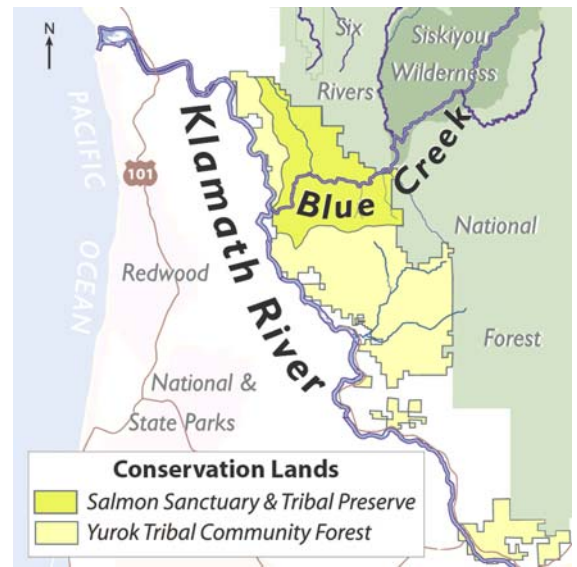 N
Six
Rivers
Siskiyou
Wilderness
PACIFIC
OCEAN
101
Klamath River
Blue Creek
National
Forest
Redwood
National &
State Parks
Conservation Lands
Salmon Sanctuary & Tribal Preserve
Yurok Tribal Community Forest